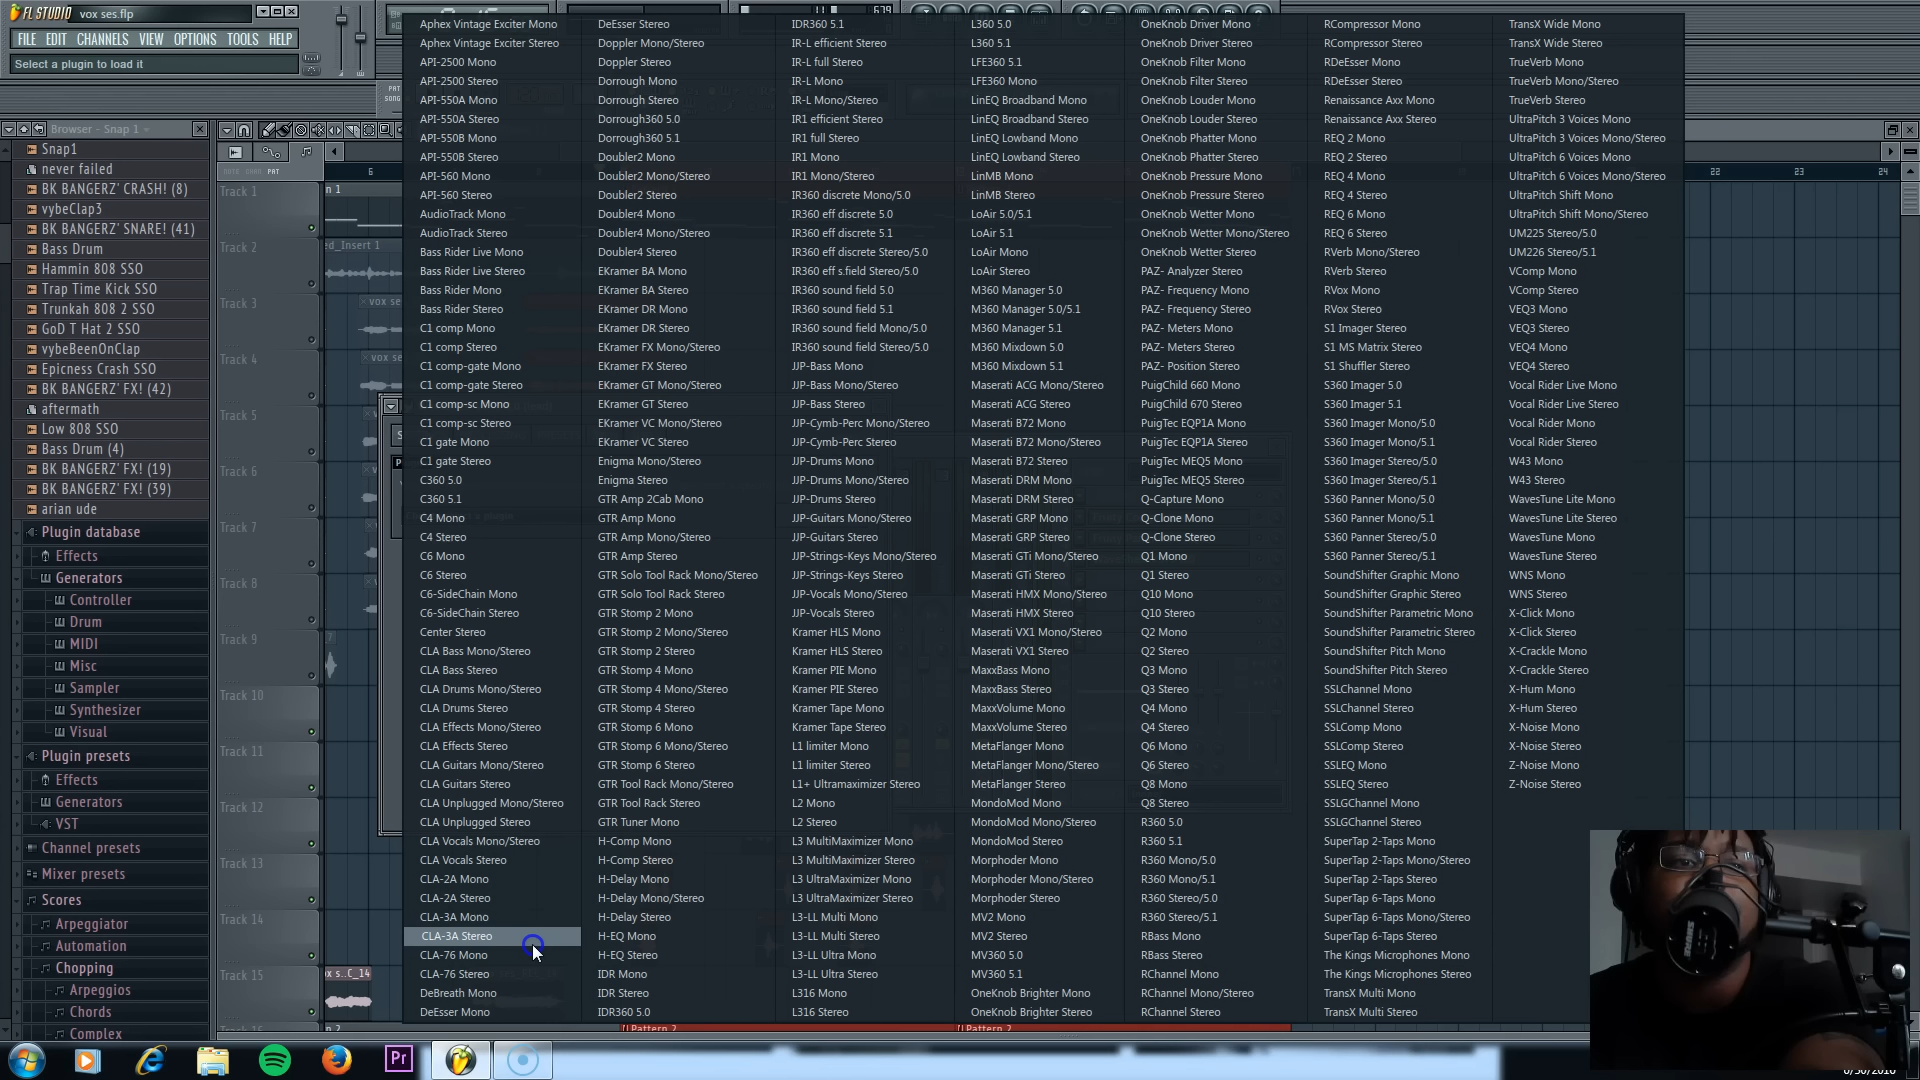 FL STUDIO vox ses.flp
FILE EDIT CHANNELS VIEW OPTIONS TOOLS HELP
Select a plugin to load it
Browser - Snap 1
Snap1
never failed
BK BANGERZ' CRASH! (8)
vybeClap3
BK BANGERZ' SNARE! (41)
Bass Drum
Hammin 808 SSO
Trap Time Kick SSO
Trunkah 808 2 SSO
GoD T Hat 2 SSO
vybeBeenOnClap
Epicness Crash SSO
BK BANGERZ' FX! (42)
aftermath
Low 808 SSO
Bass Drum (4)
BK BANGERZ' FX! (19)
BK BANGERZ' FX! (39)
arian ude
Plugin database
Effects
Generators
Controller
Drum
MIDI
Misc
Sampler
Synthesizer
Visual
Plugin presets
Effects
Generators
VST
Channel presets
Mixer presets
Scores
Arpeggiator
Automation
Chopping
Arpeggios
Chords
Complex
PAT
SONG
6
22
23
24
Track 1
Track 2
Track 3
Track 4
Track 5
Track 6
Track 7
Track 8
Track 9
Track 10
Track 11
Track 12
Track 13
Track 14
Track 15
n 1
ed_Insert 1
vox se
vox se
7
ox s..C_14
n 2
Pattern 2
Pattern 2
Aphex Vintage Exciter Mono
Aphex Vintage Exciter Stereo
API-2500 Mono
API-2500 Stereo
API-550A Mono
API-550A Stereo
API-550B Mono
API-550B Stereo
API-560 Mono
API-560 Stereo
AudioTrack Mono
AudioTrack Stereo
Bass Rider Live Mono
Bass Rider Live Stereo
Bass Rider Mono
Bass Rider Stereo
C1 comp Mono
C1 comp Stereo
C1 comp-gate Mono
C1 comp-gate Stereo
C1 comp-sc Mono
C1 comp-sc Stereo
C1 gate Mono
C1 gate Stereo
C360 5.0
C360 5.1
C4 Mono
C4 Stereo
C6 Mono
C6 Stereo
C6-SideChain Mono
C6-SideChain Stereo
Center Stereo
CLA Bass Mono/Stereo
CLA Bass Stereo
CLA Drums Mono/Stereo
CLA Drums Stereo
CLA Effects Mono/Stereo
CLA Effects Stereo
CLA Guitars Mono/Stereo
CLA Guitars Stereo
CLA Unplugged Mono/Stereo
CLA Unplugged Stereo
CLA Vocals Mono/Stereo
CLA Vocals Stereo
CLA-2A Mono
CLA-2A Stereo
CLA-3A Mono
CLA-3A Stereo
CLA-76 Mono
CLA-76 Stereo
DeBreath Mono
DeEsser Mono
DeEsser Stereo
Doppler Mono/Stereo
Doppler Stereo
Dorrough Mono
Dorrough Stereo
Dorrough360 5.0
Dorrough360 5.1
Doubler2 Mono
Doubler2 Mono/Stereo
Doubler2 Stereo
Doubler4 Mono
Doubler4 Mono/Stereo
Doubler4 Stereo
EKramer BA Mono
EKramer BA Stereo
EKramer DR Mono
EKramer DR Stereo
EKramer FX Mono/Stereo
EKramer FX Stereo
EKramer GT Mono/Stereo
EKramer GT Stereo
EKramer VC Mono/Stereo
EKramer VC Stereo
Enigma Mono/Stereo
Enigma Stereo
GTR Amp 2Cab Mono
GTR Amp Mono
GTR Amp Mono/Stereo
GTR Amp Stereo
GTR Solo Tool Rack Mono/Stereo
GTR Solo Tool Rack Stereo
GTR Stomp 2 Mono
GTR Stomp 2 Mono/Stereo
GTR Stomp 2 Stereo
GTR Stomp 4 Mono
GTR Stomp 4 Mono/Stereo
GTR Stomp 4 Stereo
GTR Stomp 6 Mono
GTR Stomp 6 Mono/Stereo
GTR Stomp 6 Stereo
GTR Tool Rack Mono/Stereo
GTR Tool Rack Stereo
GTR Tuner Mono
H-Comp Mono
H-Comp Stereo
H-Delay Mono
H-Delay Mono/Stereo
H-Delay Stereo
H-EQ Mono
H-EQ Stereo
IDR Mono
IDR Stereo
IDR360 5.0
IDR360 5.1
IR-L efficient Stereo
IR-L full Stereo
IR-L Mono
IR-L Mono/Stereo
IR1 efficient Stereo
IR1 full Stereo
IR1 Mono
IR1 Mono/Stereo
IR360 discrete Mono/5.0
IR360 eff discrete 5.0
IR360 eff discrete 5.1
IR360 eff discrete Stereo/5.0
IR360 eff s.field Stereo/5.0
IR360 sound field 5.0
IR360 sound field 5.1
IR360 sound field Mono/5.0
IR360 sound field Stereo/5.0
JJP-Bass Mono
JJP-Bass Mono/Stereo
JJP-Bass Stereo
JJP-Cymb-Perc Mono/Stereo
JJP-Cymb-Perc Stereo
JJP-Drums Mono
JJP-Drums Mono/Stereo
JJP-Drums Stereo
JJP-Guitars Mono/Stereo
JJP-Guitars Stereo
JJP-Strings-Keys Mono/Stereo
JJP-Strings-Keys Stereo
JJP-Vocals Mono/Stereo
JJP-Vocals Stereo
Kramer HLS Mono
Kramer HLS Stereo
Kramer PIE Mono
Kramer PIE Stereo
Kramer Tape Mono
Kramer Tape Stereo
L1 limiter Mono
L1 limiter Stereo
L1+ Ultramaximizer Stereo
L2 Mono
L2 Stereo
L3 MultiMaximizer Mono
L3 MultiMaximizer Stereo
L3 UltraMaximizer Mono
L3 UltraMaximizer Stereo
L3-LL Multi Mono
L3-LL Multi Stereo
L3-LL Ultra Mono
L3-LL Ultra Stereo
L316 Mono
L316 Stereo
L360 5.0
L360 5.1
LFE360 5.1
LFE360 Mono
LinEQ Broadband Mono
LinEQ Broadband Stereo
LinEQ Lowband Mono
LinEQ Lowband Stereo
LinMB Mono
LinMB Stereo
LoAir 5.0/5.1
LoAir 5.1
LoAir Mono
LoAir Stereo
M360 Manager 5.0
M360 Manager 5.0/5.1
M360 Manager 5.1
M360 Mixdown 5.0
M360 Mixdown 5.1
Maserati ACG Mono/Stereo
Maserati ACG Stereo
Maserati B72 Mono
Maserati B72 Mono/Stereo
Maserati B72 Stereo
Maserati DRM Mono
Maserati DRM Stereo
Maserati GRP Mono
Maserati GRP Stereo
Maserati GTi Mono/Stereo
Maserati GTi Stereo
Maserati HMX Mono/Stereo
Maserati HMX Stereo
Maserati VX1 Mono/Stereo
Maserati VX1 Stereo
MaxxBass Mono
MaxxBass Stereo
MaxxVolume Mono
MaxxVolume Stereo
MetaFlanger Mono
MetaFlanger Mono/Stereo
MetaFlanger Stereo
MondoMod Mono
MondoMod Mono/Stereo
MondoMod Stereo
Morphoder Mono
Morphoder Mono/Stereo
Morphoder Stereo
MV2 Mono
MV2 Stereo
MV360 5.0
MV360 5.1
OneKnob Brighter Mono
OneKnob Brighter Stereo
OneKnob Driver Mono
OneKnob Driver Stereo
OneKnob Filter Mono
OneKnob Filter Stereo
OneKnob Louder Mono
OneKnob Louder Stereo
OneKnob Phatter Mono
OneKnob Phatter Stereo
OneKnob Pressure Mono
OneKnob Pressure Stereo
OneKnob Wetter Mono
OneKnob Wetter Mono/Stereo
OneKnob Wetter Stereo
PAZ- Analyzer Stereo
PAZ- Frequency Mono
PAZ- Frequency Stereo
PAZ- Meters Mono
PAZ- Meters Stereo
PAZ- Position Stereo
PuigChild 660 Mono
PuigChild 670 Stereo
PuigTec EQP1A Mono
PuigTec EQP1A Stereo
PuigTec MEQ5 Mono
PuigTec MEQ5 Stereo
Q-Capture Mono
Q-Clone Mono
Q-Clone Stereo
Q1 Mono
Q1 Stereo
Q10 Mono
Q10 Stereo
Q2 Mono
Q2 Stereo
Q3 Mono
Q3 Stereo
Q4 Mono
Q4 Stereo
Q6 Mono
Q6 Stereo
Q8 Mono
Q8 Stereo
R360 5.0
R360 5.1
R360 Mono/5.0
R360 Mono/5.1
R360 Stereo/5.0
R360 Stereo/5.1
RBass Mono
RBass Stereo
RChannel Mono
RChannel Mono/Stereo
RChannel Stereo
RCompressor Mono
RCompressor Stereo
RDeEsser Mono
RDeEsser Stereo
Renaissance Axx Mono
Renaissance Axx Stereo
REQ 2 Mono
REQ 2 Stereo
REQ 4 Mono
REQ 4 Stereo
REQ 6 Mono
REQ 6 Stereo
RVerb Mono/Stereo
RVerb Stereo
RVox Mono
RVox Stereo
S1 Imager Stereo
S1 MS Matrix Stereo
S1 Shuffler Stereo
S360 Imager 5.0
S360 Imager 5.1
S360 Imager Mono/5.0
S360 Imager Mono/5.1
S360 Imager Stereo/5.0
S360 Imager Stereo/5.1
S360 Panner Mono/5.0
S360 Panner Mono/5.1
S360 Panner Stereo/5.0
S360 Panner Stereo/5.1
SoundShifter Graphic Mono
SoundShifter Graphic Stereo
SoundShifter Parametric Mono
SoundShifter Parametric Stereo
SoundShifter Pitch Mono
SoundShifter Pitch Stereo
SSLChannel Mono
SSLChannel Stereo
SSLComp Mono
SSLComp Stereo
SSLEQ Mono
SSLEQ Stereo
SSLGChannel Mono
SSLGChannel Stereo
SuperTap 2-Taps Mono
SuperTap 2-Taps Mono/Stereo
SuperTap 2-Taps Stereo
SuperTap 6-Taps Mono
SuperTap 6-Taps Mono/Stereo
SuperTap 6-Taps Stereo
The Kings Microphones Mono
The Kings Microphones Stereo
TransX Multi Mono
TransX Multi Stereo
TransX Wide Mono
TransX Wide Stereo
TrueVerb Mono
TrueVerb Mono/Stereo
TrueVerb Stereo
UltraPitch 3 Voices Mono
UltraPitch 3 Voices Mono/Stereo
UltraPitch 6 Voices Mono
UltraPitch 6 Voices Mono/Stereo
UltraPitch Shift Mono
UltraPitch Shift Mono/Stereo
UM225 Stereo/5.0
UM226 Stereo/5.1
VComp Mono
VComp Stereo
VEQ3 Mono
VEQ3 Stereo
VEQ4 Mono
VEQ4 Stereo
Vocal Rider Live Mono
Vocal Rider Live Stereo
Vocal Rider Mono
Vocal Rider Stereo
W43 Mono
W43 Stereo
WavesTune Lite Mono
WavesTune Lite Stereo
WavesTune Mono
WavesTune Stereo
WNS Mono
WNS Stereo
X-Click Mono
X-Click Stereo
X-Crackle Mono
X-Crackle Stereo
X-Hum Mono
X-Hum Stereo
X-Noise Mono
X-Noise Stereo
Z-Noise Mono
Z-Noise Stereo
Pr